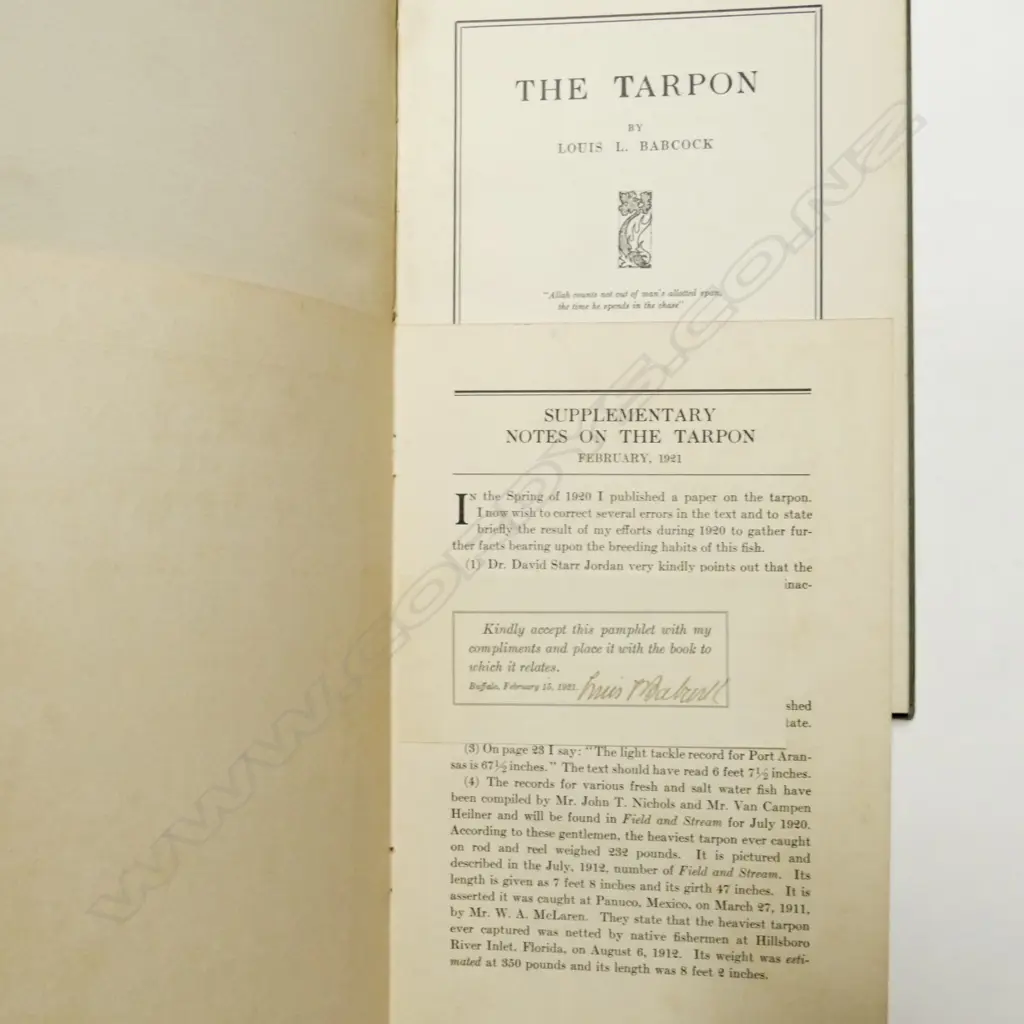 THE TARPON
BY
LOUIS L. BABCOCK
"Allah counts not out of man's allotted span,
the time he spends in the chase"
SUPPLEMENTARY
NOTES ON THE TARPON
FEBRUARY, 1921
IN the Spring of 1920 I published a paper on the tarpon.
I now wish to correct several errors in the text and to state
briefly the result of my efforts during 1920 to gather fur-
ther facts bearing upon the breeding habits of this fish.
(1) Dr. David Starr Jordan very kindly points out that the
inac-
Kindly accept this pamphlet with my
compliments and place it with the book to
which it relates.
Buffalo, February 15, 1921. Louis L. Babcock
shed
tate.
(3) On page 23 I say: "The light tackle record for Port Aran-
sas is 67½ inches." The text should have read 6 feet 7½ inches.
(4) The records for various fresh and salt water fish have
been compiled by Mr. John T. Nichols and Mr. Van Campen
Heilner and will be found in Field and Stream for July 1920.
According to these gentlemen, the heaviest tarpon ever caught
on rod and reel weighed 232 pounds. It is pictured and
described in the July, 1912, number of Field and Stream. Its
length is given as 7 feet 8 inches and its girth 47 inches. It is
asserted it was caught at Panuco, Mexico, on March 27, 1911,
by Mr. W. A. McLaren. They state that the heaviest tarpon
ever captured was netted by native fishermen at Hillsboro
River Inlet, Florida, on August 6, 1912. Its weight was esti-
mated at 350 pounds and its length was 8 feet 2 inches.
WWW.CORDYS.CO.NZ